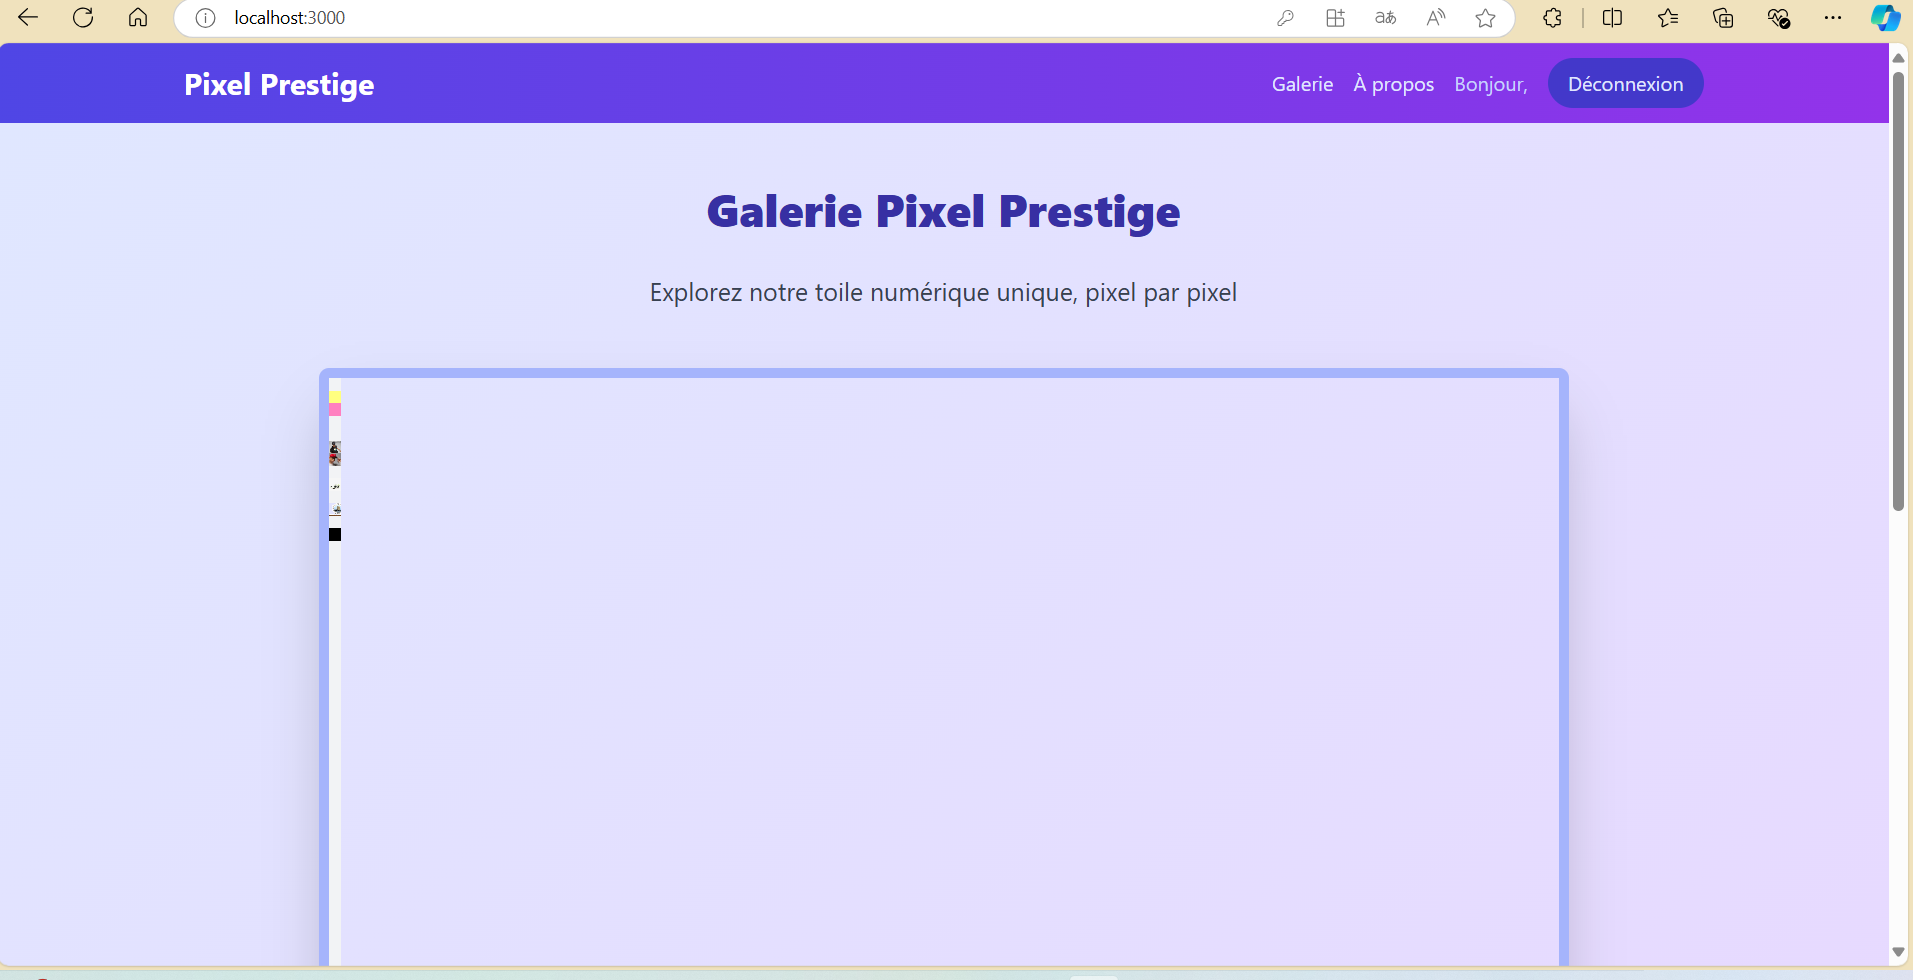 localhost:3000
Pixel Prestige
Galerie À propos Bonjour, Déconnexion
Galerie Pixel Prestige
Explorez notre toile numérique unique, pixel par pixel